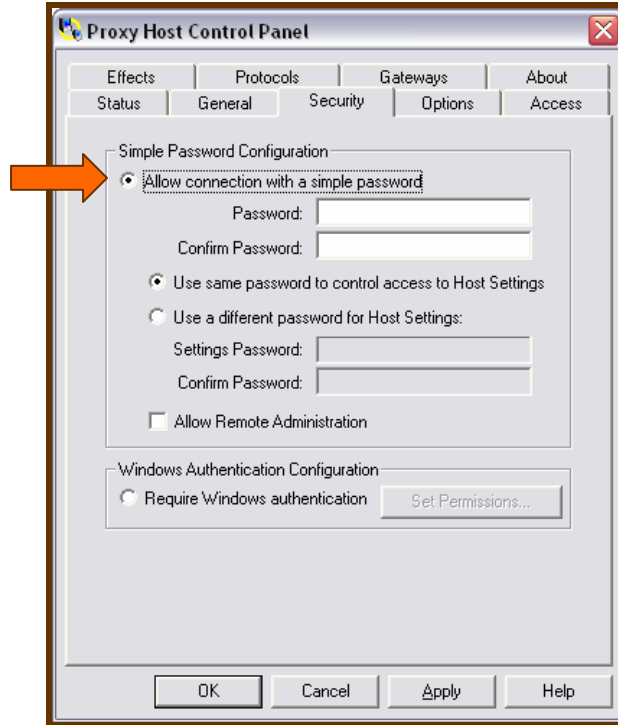 Proxy Host Control Panel
Effects Protocols Gateways About
Status General Security Options Access
Simple Password Configuration
Allow connection with a simple password
Password:
Confirm Password:
Use same password to control access to Host Settings
Use a different password for Host Settings:
Settings Password:
Confirm Password:
Allow Remote Administration
Windows Authentication Configuration
Require Windows authentication Set Permissions...
OK Cancel Apply Help